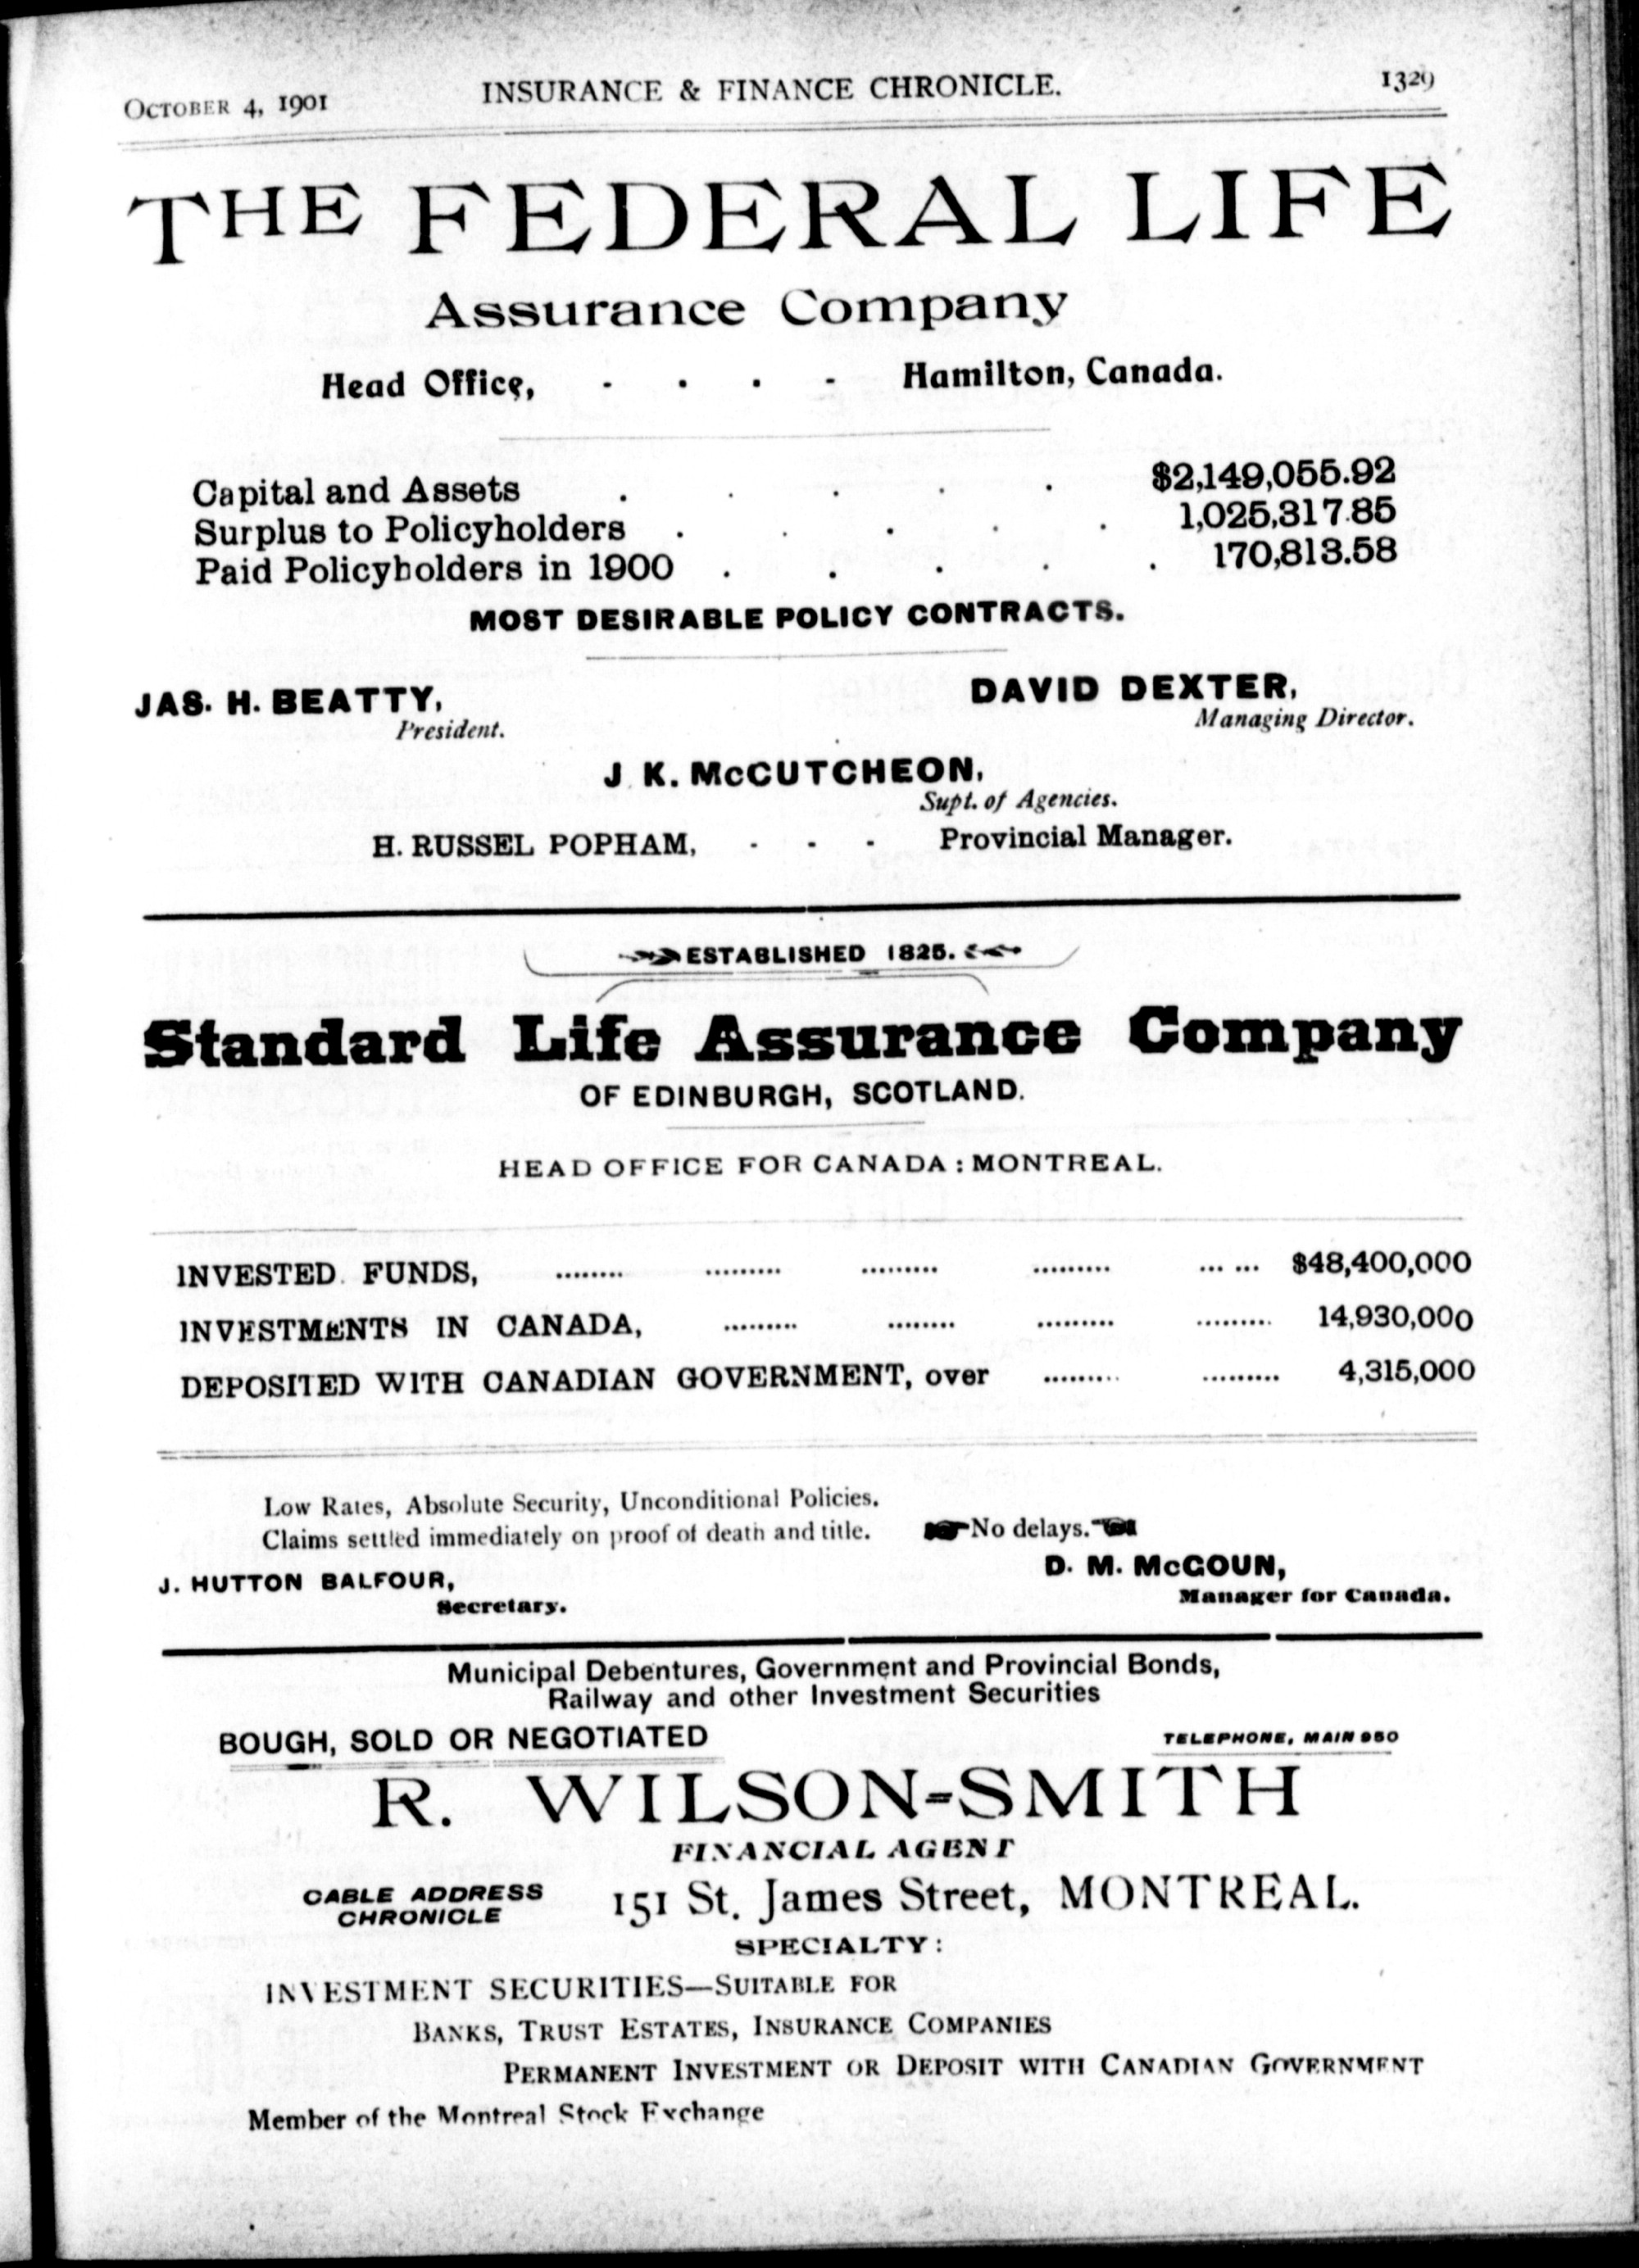 OCTOBER 4, 1901 INSURANCE & FINANCE CHRONICLE. 1329
THE FEDERAL LIFE
Assurance Company
Head Office, - - - - Hamilton, Canada.
Capital and Assets . . . . . $2,149,055.92
Surplus to Policyholders . . . . . 1,025,317.85
Paid Policyholders in 1900 . . . . . 170,813.58
MOST DESIRABLE POLICY CONTRACTS.
JAS. H. BEATTY, DAVID DEXTER,
President. Managing Director.
J. K. McCUTCHEON,
Supt. of Agencies.
H. RUSSEL POPHAM, - - - Provincial Manager.
ESTABLISHED 1825.
Standard Life Assurance Company
OF EDINBURGH, SCOTLAND.
HEAD OFFICE FOR CANADA : MONTREAL.
INVESTED FUNDS, ........ ......... ......... ......... ... ... $48,400,000
INVESTMENTS IN CANADA, ......... ........ ......... ......... 14,930,000
DEPOSITED WITH CANADIAN GOVERNMENT, over ......... ......... 4,315,000
Low Rates, Absolute Security, Unconditional Policies.
Claims settled immediately on proof of death and title. No delays.
J. HUTTON BALFOUR, D. M. McGOUN,
Secretary. Manager for Canada.
Municipal Debentures, Government and Provincial Bonds,
Railway and other Investment Securities
BOUGH, SOLD OR NEGOTIATED TELEPHONE, MAIN 950
R. WILSON-SMITH
FINANCIAL AGENT
CABLE ADDRESS
CHRONICLE
151 St. James Street, MONTREAL.
SPECIALTY:
INVESTMENT SECURITIES—SUITABLE FOR
BANKS, TRUST ESTATES, INSURANCE COMPANIES
PERMANENT INVESTMENT OR DEPOSIT WITH CANADIAN GOVERNMENT
Member of the Montreal Stock Exchange